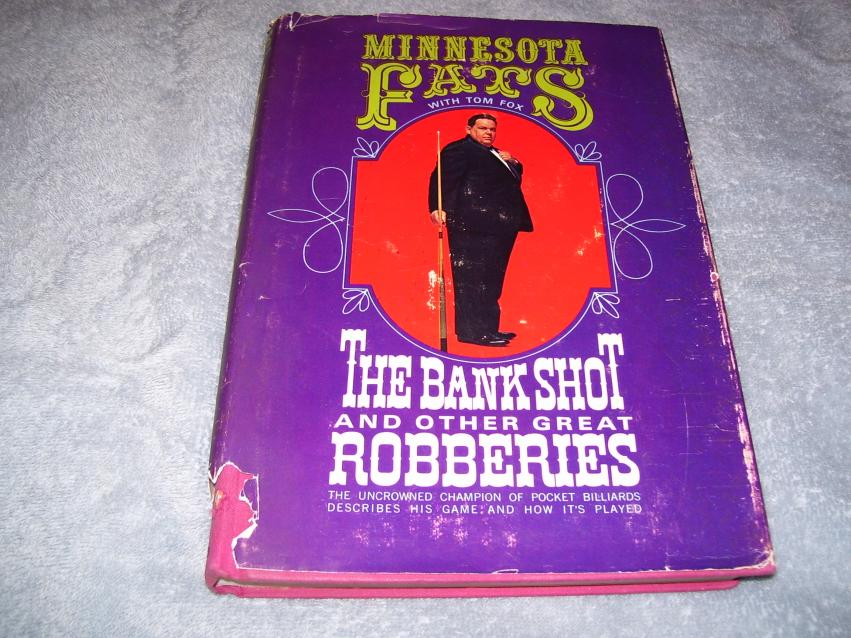 MINNESOTA
FATS
WITH TOM FOX
THE BANK SHOT
AND OTHER GREAT
ROBBERIES
THE UNCROWNED CHAMPION OF POCKET BILLIARDS
DESCRIBES HIS GAME: AND HOW IT'S PLAYED